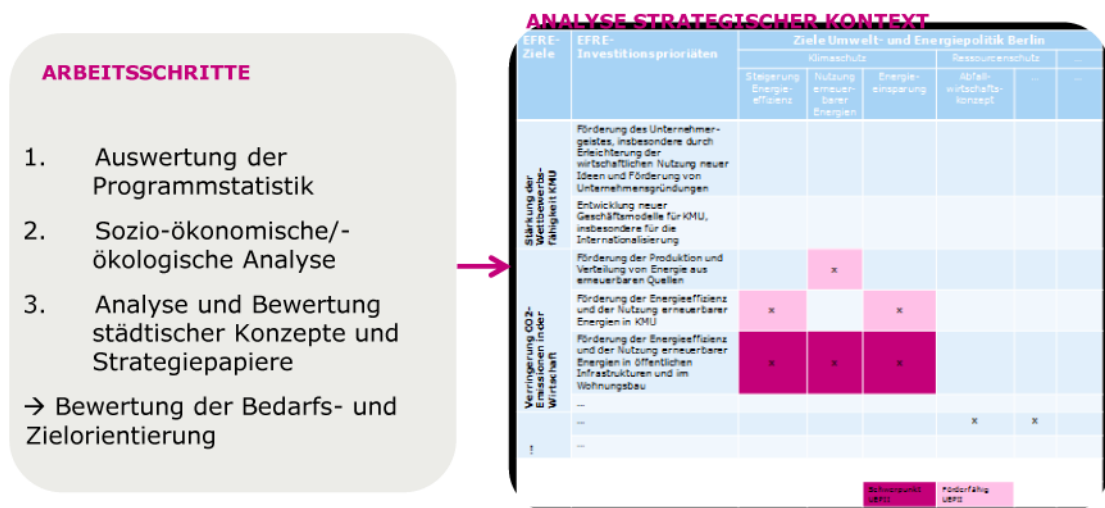 ARBEITSSCHRITTE
1. Auswertung der
Programmstatistik
2. Sozio-ökonomische/-
ökologische Analyse
3. Analyse und Bewertung
städtischer Konzepte und
Strategiepapiere
→ Bewertung der Bedarfs- und
Zielorientierung
ANALYSE STRATEGISCHER KONTEXT
EFRE-
Ziele
EFRE-
Investitionsprioriäten
Ziele Umwelt- und Energiepolitik Berlin
Klimaschutz
Ressourcenschutz
...
Steigerung
Energie-
effizienz
Nutzung
erneuer-
barer
Energien
Energie-
einsparung
Abfall-
wirtschafts-
konzept
...
...
Stärkung der
Wettbewerbs-
fähigkeit KMU
Förderung des Unternehmer-
geistes, insbesondere durch
Erleichterung der
wirtschaftlichen Nutzung neuer
Ideen und Förderung von
Unternehmensgründungen
Entwicklung neuer
Geschäftsmodelle für KMU,
insbesondere für die
Internationalisierung
Verringerung CO2-
Emissionen in der
Wirtschaft
Förderung der Produktion und
Verteilung von Energie aus
erneuerbaren Quellen
x
Förderung der Energieeffizienz
und der Nutzung erneuerbarer
Energien in KMU
x x
Förderung der Energieeffizienz
und der Nutzung erneuerbarer
Energien in öffentlichen
Infrastrukturen und im
Wohnungsbau
x x x
...
...
... x x
...
Schwerpunkt
UEPII
Förderfähig
UEPII